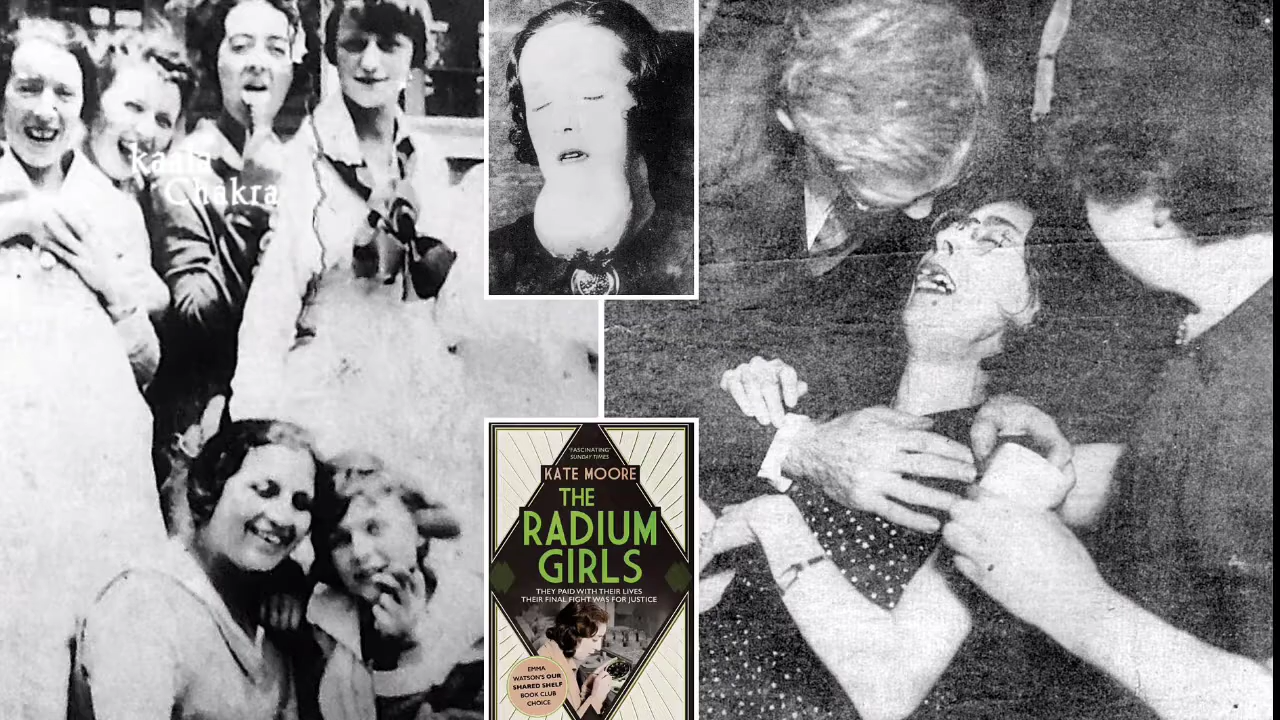 kaala
Chakra
'FASCINATING'
SUNDAY TIMES
KATE MOORE
THE
RADIUM
GIRLS
THEY PAID WITH THEIR LIVES
THEIR FINAL FIGHT WAS FOR JUSTICE
EMMA
WATSON'S OUR
SHARED SHELF
BOOK CLUB
CHOICE